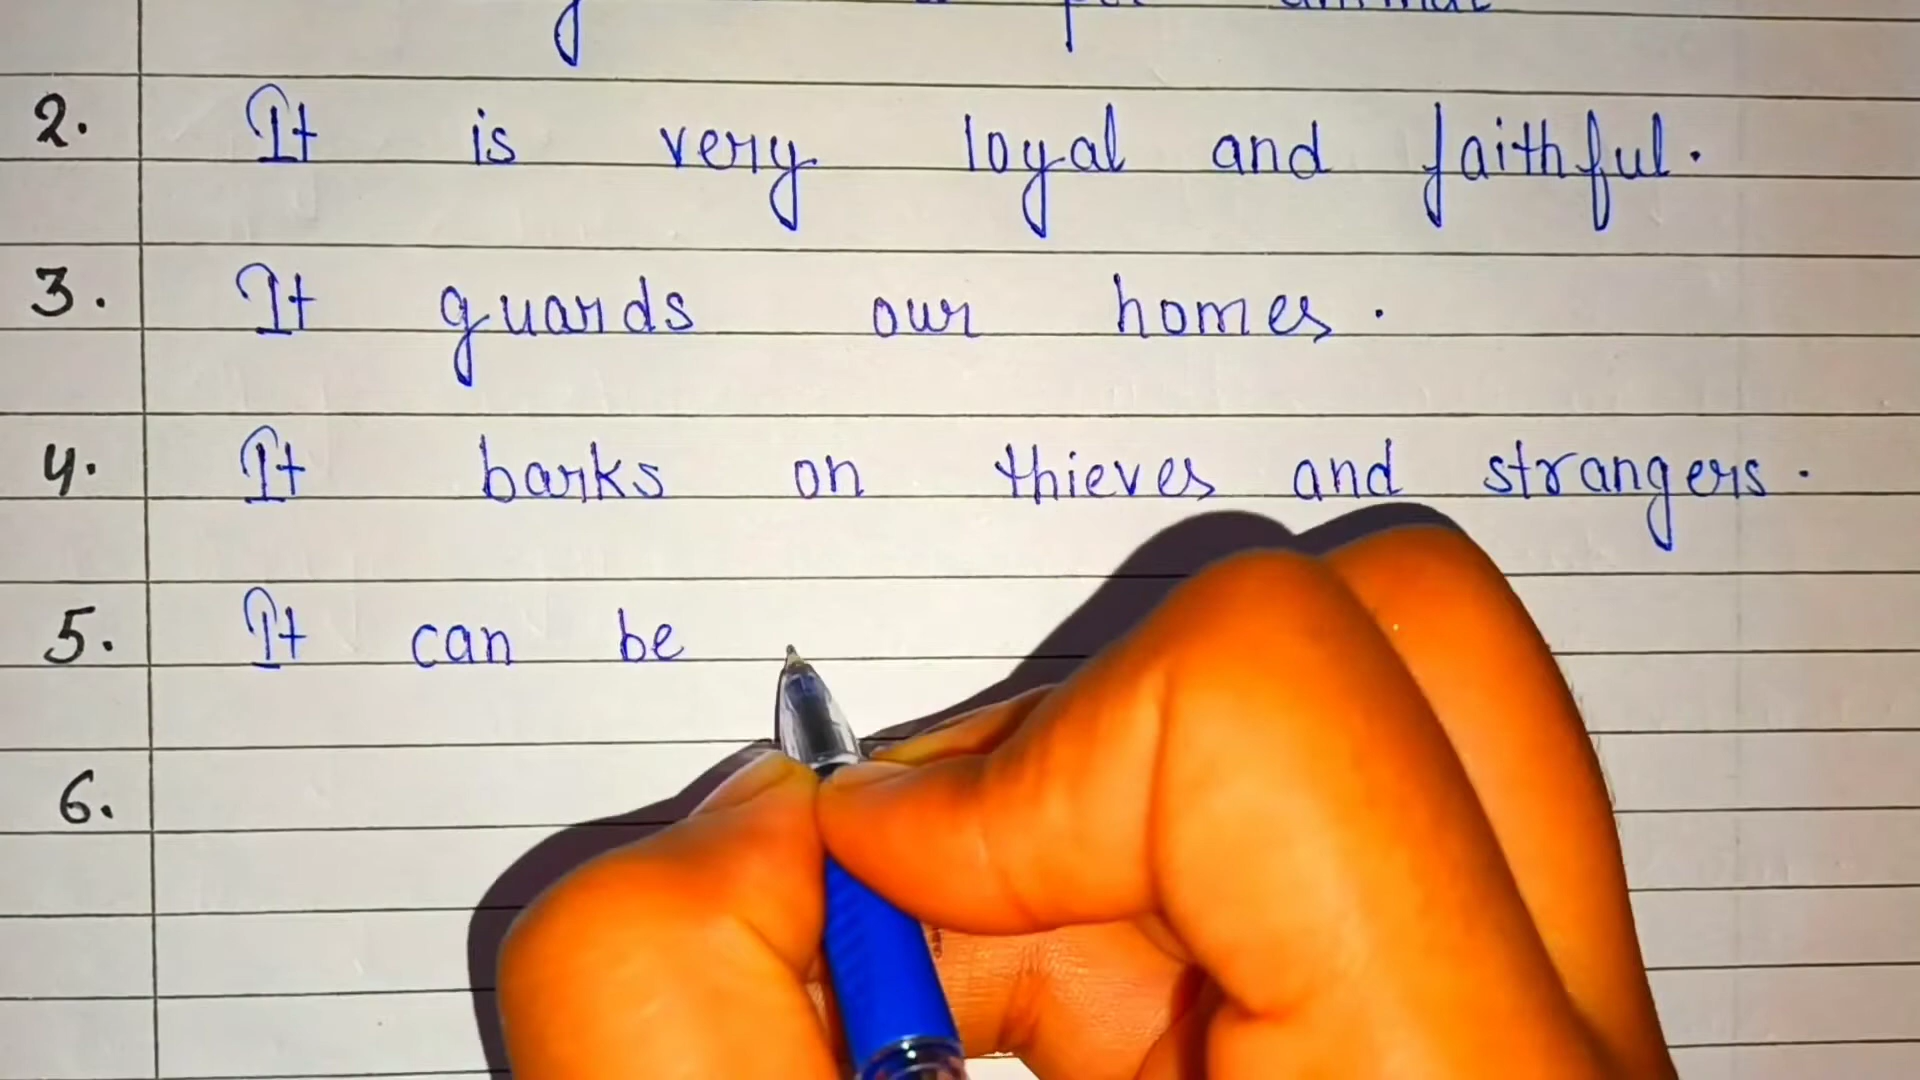 2. It is very loyal and faithful.
3. It guards our homes.
4. It barks on thieves and strangers.
5. It can be
6.